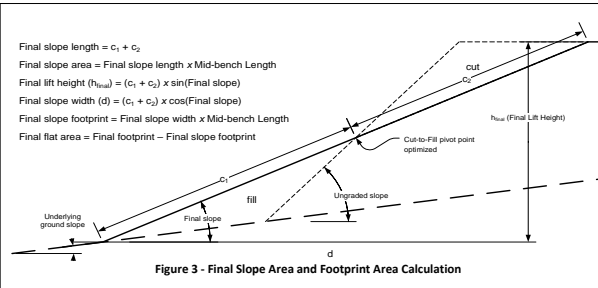 Final slope length = c₁ + c₂
Final slope area = Final slope length x Mid-bench Length
Final lift height (h_final) = (c₁ + c₂) x sin(Final slope)
Final slope width (d) = (c₁ + c₂) x cos(Final slope)
Final slope footprint = Final slope width x Mid-bench Length
Final flat area = Final footprint – Final slope footprint
cut
c₂
h_final (Final Lift Height)
Cut-to-Fill pivot point
optimized
c₁
fill
Ungraded slope
Underlying
ground slope
Final slope
d
Figure 3 - Final Slope Area and Footprint Area Calculation